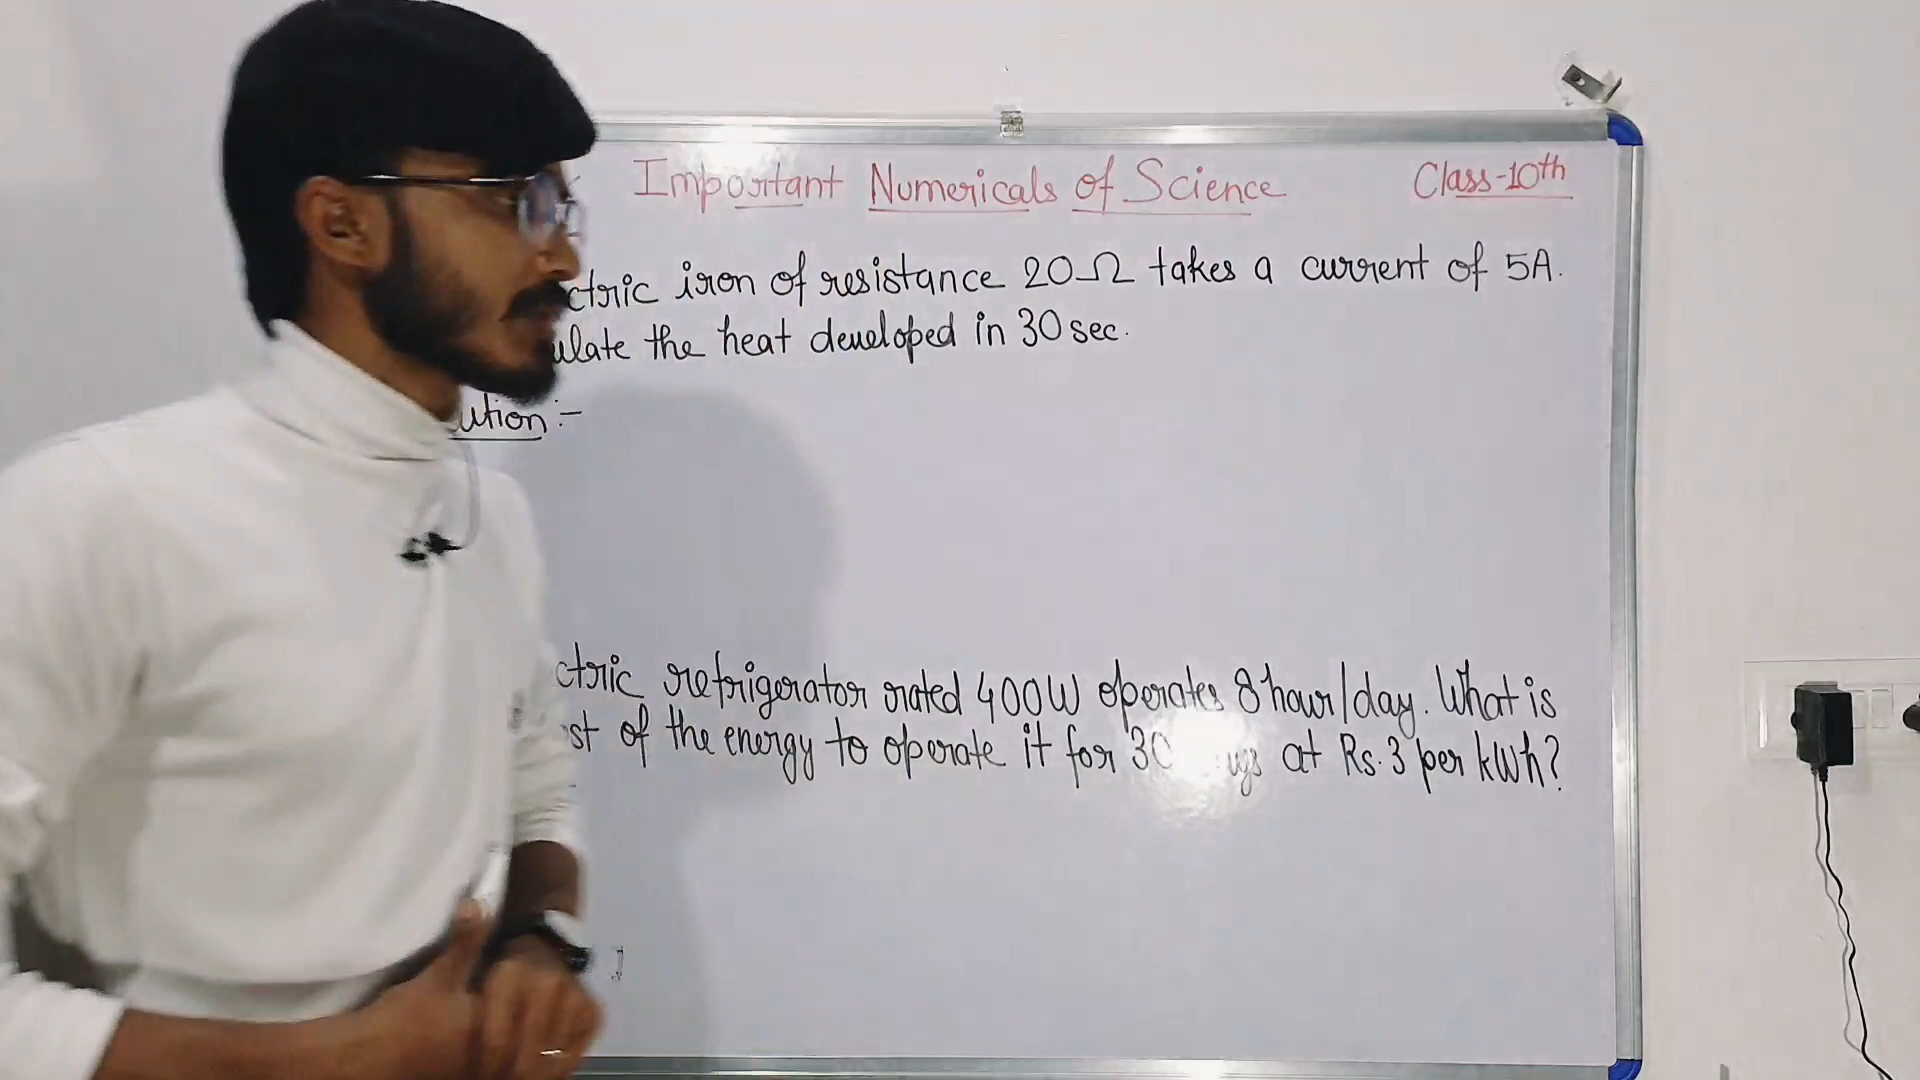 Important Numericals of Science Class-10th
ctric iron of resistance 20Ω takes a current of 5A.
ulate the heat developed in 30 sec.
ution :-
ctric refrigerator rated 400W operates 8 hour/day. What is
st of the energy to operate it for 30 ays at Rs. 3 per kWh?